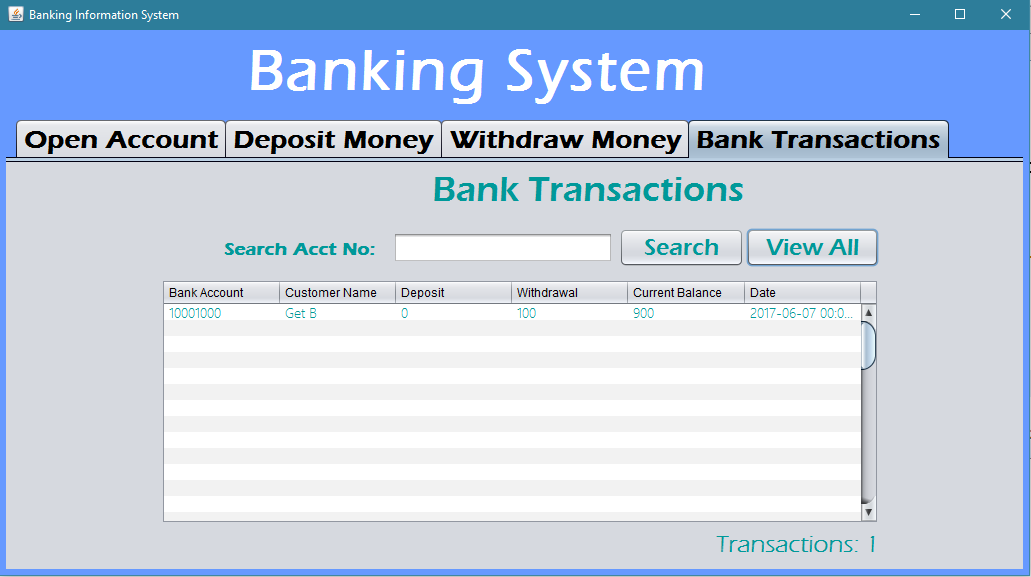 Banking Information System
Banking System
Open Account Deposit Money Withdraw Money Bank Transactions
Bank Transactions
Search Acct No: Search View All
Bank Account Customer Name Deposit Withdrawal Current Balance Date
10001000 Get B 0 100 900 2017-06-07 00:0...
Transactions: 1